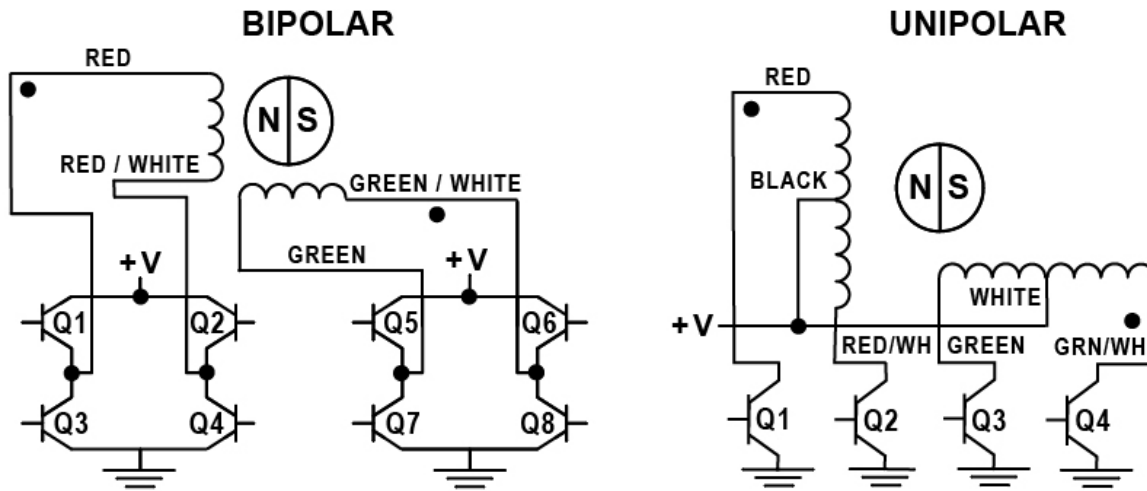 BIPOLAR
RED
N S
RED / WHITE
GREEN / WHITE
GREEN
+V
+V
Q1
Q2
Q5
Q6
Q3
Q4
Q7
Q8
UNIPOLAR
RED
BLACK
N S
WHITE
+V
RED/WH
GREEN
GRN/WH
Q1
Q2
Q3
Q4